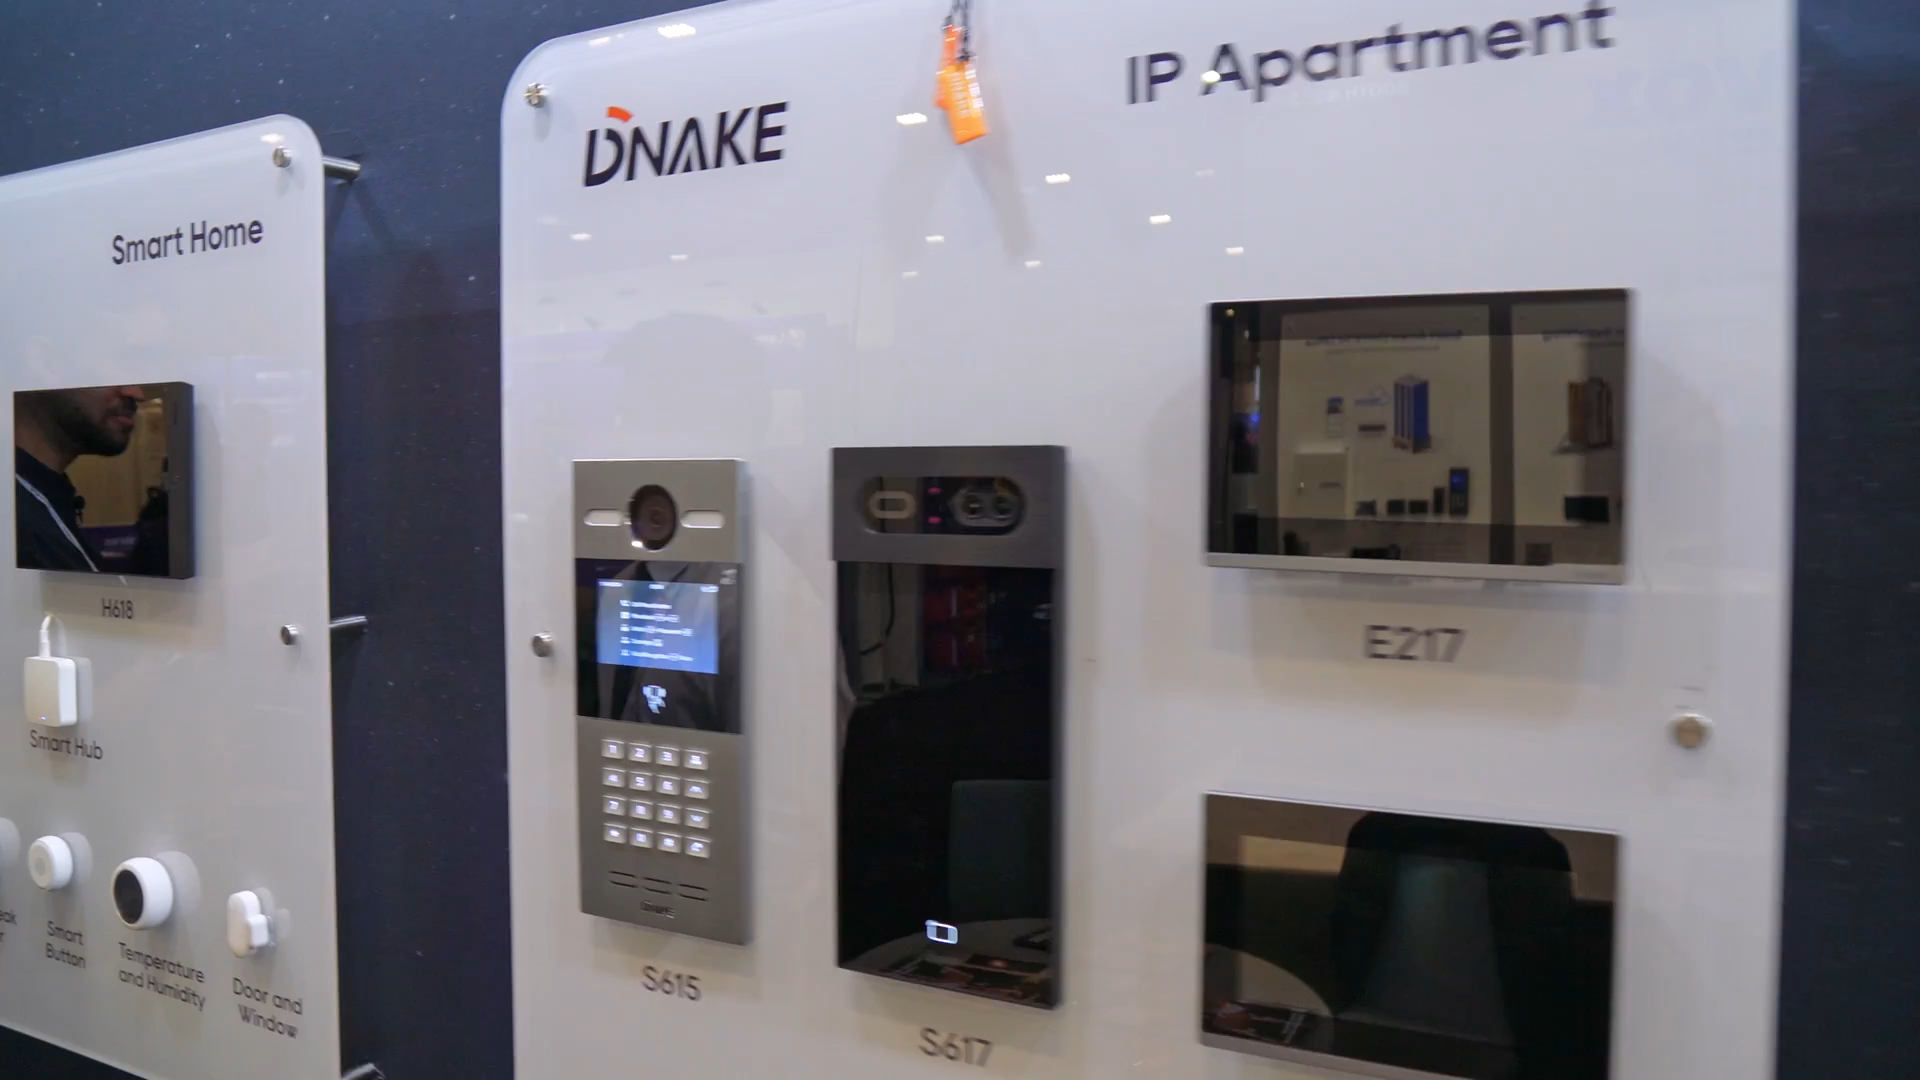 Smart Home
H618
Smart Hub
Smart
Button
Temperature
and Humidity
Door and
Window
DNAKE
IP Apartment
DNAKE
S615
S617
E217